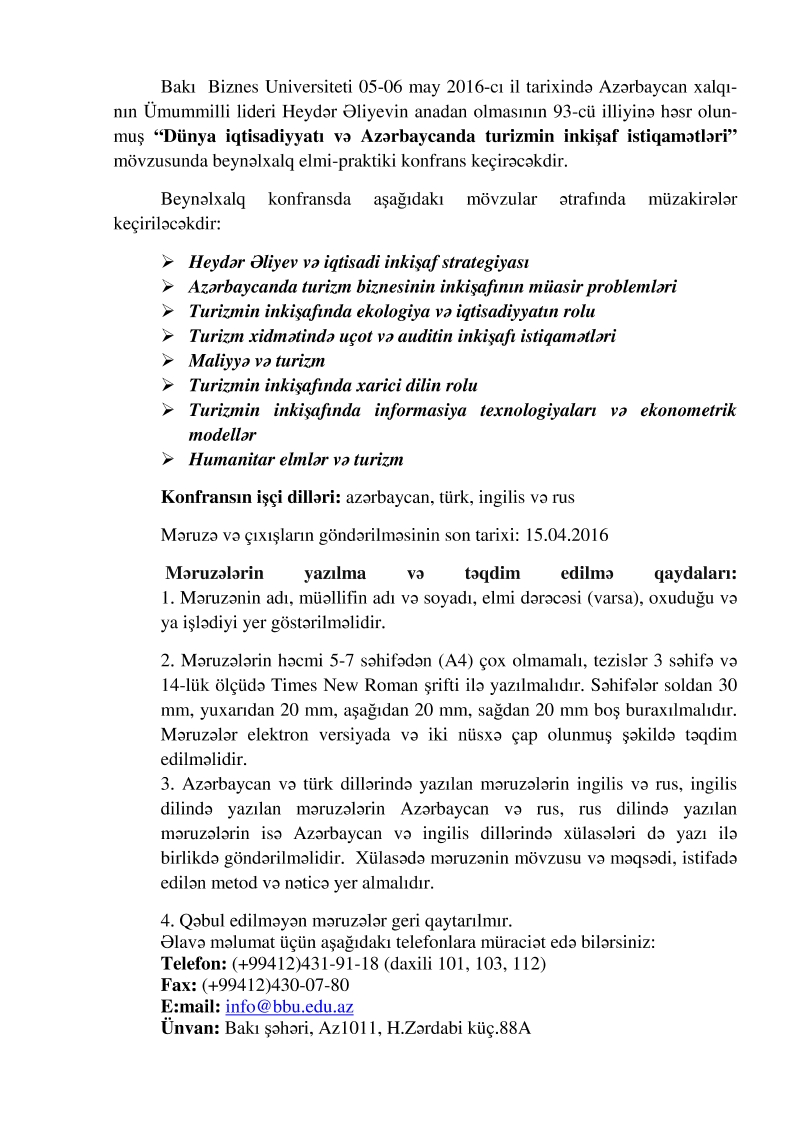 Bakı Biznes Universiteti 05-06 may 2016-cı il tarixində Azərbaycan xalqı-
nın Ümummilli lideri Heydər Əliyevin anadan olmasının 93-cü illiyinə həsr olun-
muş “Dünya iqtisadiyyatı və Azərbaycanda turizmin inkişaf istiqamətləri”
mövzusunda beynəlxalq elmi-praktiki konfrans keçirəcəkdir.
Beynəlxalq konfransda aşağıdakı mövzular ətrafında müzakirələr
keçiriləcəkdir:
➢ Heydər Əliyev və iqtisadi inkişaf strategiyası
➢ Azərbaycanda turizm biznesinin inkişafının müasir problemləri
➢ Turizmin inkişafında ekologiya və iqtisadiyyatın rolu
➢ Turizm xidmətində uçot və auditin inkişafı istiqamətləri
➢ Maliyyə və turizm
➢ Turizmin inkişafında xarici dilin rolu
➢ Turizmin inkişafında informasiya texnologiyaları və ekonometrik
modellər
➢ Humanitar elmlər və turizm
Konfransın işçi dilləri: azərbaycan, türk, ingilis və rus
Məruzə və çıxışların göndərilməsinin son tarixi: 15.04.2016
Məruzələrin yazılma və təqdim edilmə qaydaları:
1. Məruzənin adı, müəllifin adı və soyadı, elmi dərəcəsi (varsa), oxuduğu və
ya işlədiyi yer göstərilməlidir.
2. Məruzələrin həcmi 5-7 səhifədən (A4) çox olmamalı, tezislər 3 səhifə və
14-lük ölçüdə Times New Roman şrifti ilə yazılmalıdır. Səhifələr soldan 30
mm, yuxarıdan 20 mm, aşağıdan 20 mm, sağdan 20 mm boş buraxılmalıdır.
Məruzələr elektron versiyada və iki nüsxə çap olunmuş şəkildə təqdim
edilməlidir.
3. Azərbaycan və türk dillərində yazılan məruzələrin ingilis və rus, ingilis
dilində yazılan məruzələrin Azərbaycan və rus, rus dilində yazılan
məruzələrin isə Azərbaycan və ingilis dillərində xülasələri də yazı ilə
birlikdə göndərilməlidir. Xülasədə məruzənin mövzusu və məqsədi, istifadə
edilən metod və nəticə yer almalıdır.
4. Qəbul edilməyən məruzələr geri qaytarılmır.
Əlavə məlumat üçün aşağıdakı telefonlara müraciət edə bilərsiniz:
Telefon: (+99412)431-91-18 (daxili 101, 103, 112)
Fax: (+99412)430-07-80
E:mail: info@bbu.edu.az
Ünvan: Bakı şəhəri, Az1011, H.Zərdabi küç.88A